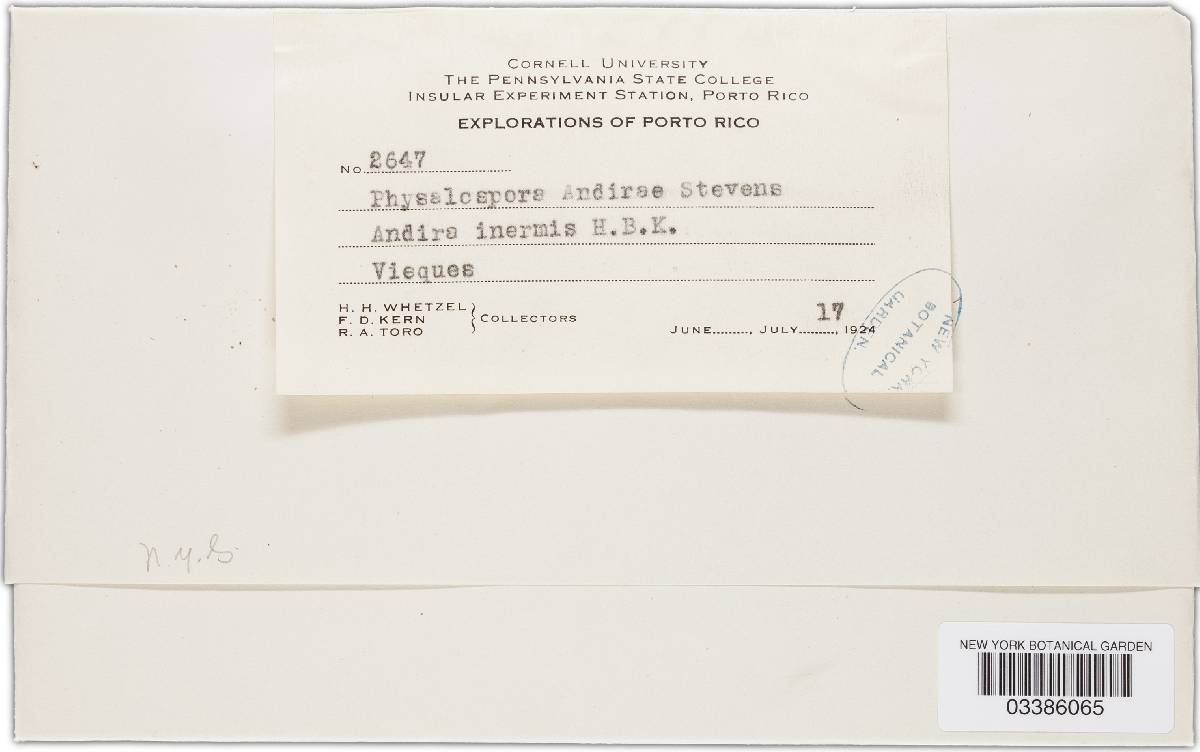 CORNELL UNIVERSITY
THE PENNSYLVANIA STATE COLLEGE
INSULAR EXPERIMENT STATION, PORTO RICO
EXPLORATIONS OF PORTO RICO
No. 2647
Physalospora Andirae Stevens
Andira inermis H.B.K.
Vieques
H. H. WHETZEL
F. D. KERN
R. A. TORO
} COLLECTORS
JUNE........, JULY 17, 1924
NEW YORK
BOTANICAL
GARDEN.
N.Y.G
NEW YORK BOTANICAL GARDEN
03386065